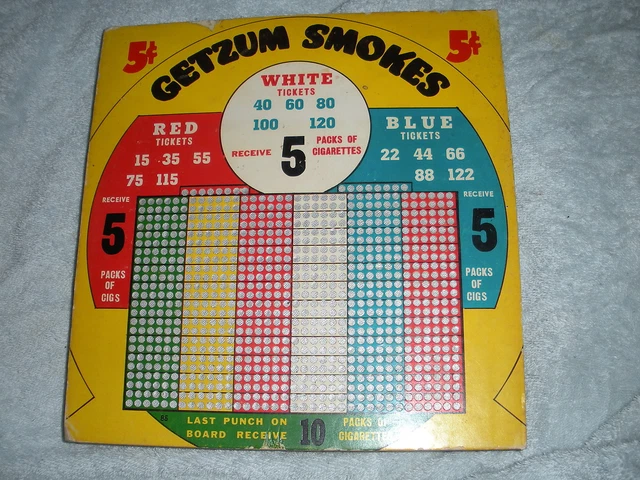 5¢ GETZUM SMOKES 5¢
WHITE
TICKETS
40 60 80
100 120
RECEIVE 5 PACKS OF
CIGARETTES
RED
TICKETS
15 35 55
75 115
RECEIVE
5
PACKS
OF
CIGS
BLUE
TICKETS
22 44 66
88 122
RECEIVE
5
PACKS
OF
CIGS
LAST PUNCH ON
BOARD RECEIVE 10 PACKS OF
CIGARETTES